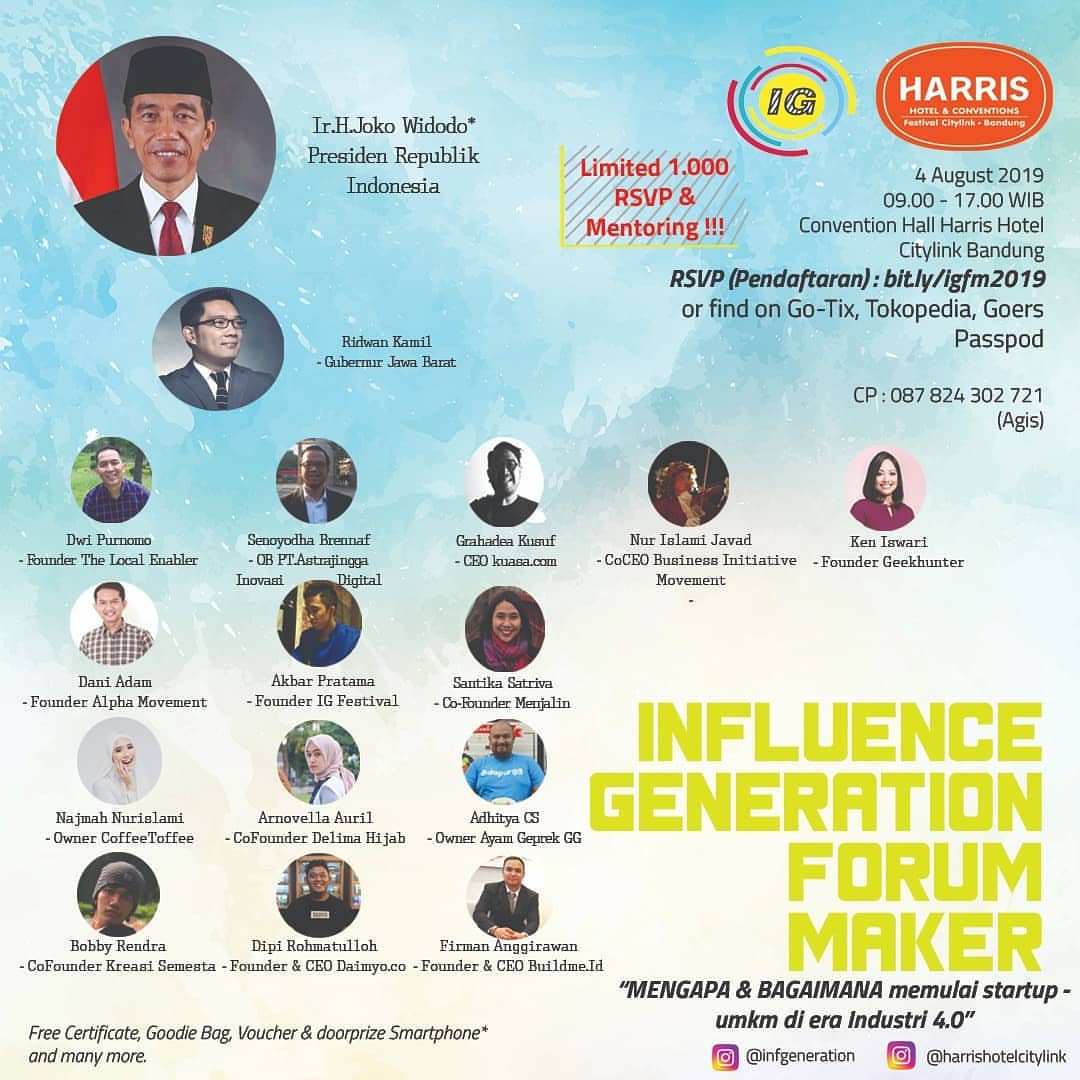 Ir.H.Joko Widodo*
Presiden Republik
Indonesia
IG
HARRIS
HOTEL & CONVENTIONS
Festival Citylink • Bandung
Limited 1.000
RSVP &
Mentoring !!!
4 August 2019
09.00 - 17.00 WIB
Convention Hall Harris Hotel
Citylink Bandung
RSVP (Pendaftaran) : bit.ly/igfm2019
or find on Go-Tix, Tokopedia, Goers
Passpod
CP : 087 824 302 721
(Agis)
Ridwan Kamil
- Gubernur Jawa Barat
Dwi Purnomo
- Founder The Local Enabler
Senoyodha Brennaf
- OB PT.Astrajingga
Inovasi Digital
Grahadea Kusuf
- CEO kuasa.com
Nur Islami Javad
- CoCEO Business Initiative
Movement
-
Ken Iswari
- Founder Geekhunter
Dani Adam
- Founder Alpha Movement
Akbar Pratama
- Founder IG Festival
Santika Satriva
- Co-Founder Menjalin
Najmah Nurislami
- Owner CoffeeToffee
Arnovella Auril
- CoFounder Delima Hijab
Adhitya CS
- Owner Ayam Geprek GG
Bobby Rendra
- CoFounder Kreasi Semesta
Dipi Rohmatulloh
- Founder & CEO Daimyo.co
Firman Anggirawan
- Founder & CEO Buildme.Id
INFLUENCE
GENERATION
FORUM
MAKER
“MENGAPA & BAGAIMANA memulai startup -
umkm di era Industri 4.0”
Free Certificate, Goodie Bag, Voucher & doorprize Smartphone*
and many more.
@infgeneration
@harrishotelcitylink